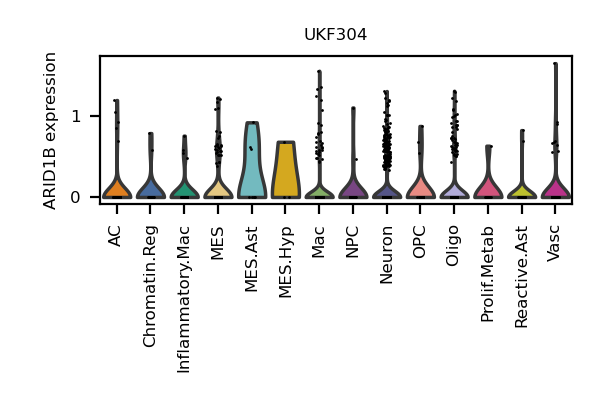 UKF304
ARID1B expression
1
0
AC
Chromatin.Reg
Inflammatory.Mac
MES
MES.Ast
MES.Hyp
Mac
NPC
Neuron
OPC
Oligo
Prolif.Metab
Reactive.Ast
Vasc